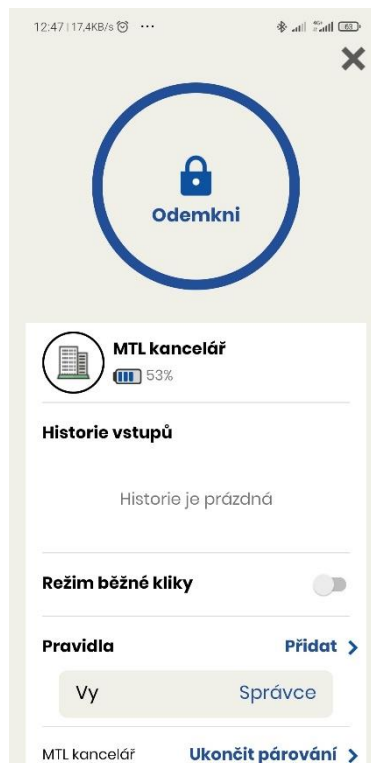 12:47 | 17,4KB/s ⏰ ···
4G
63
Odemkni
MTL kancelář
53%
Historie vstupů
Historie je prázdná
Režim běžné kliky
Pravidla Přidat >
Vy Správce
MTL kancelář Ukončit párování >